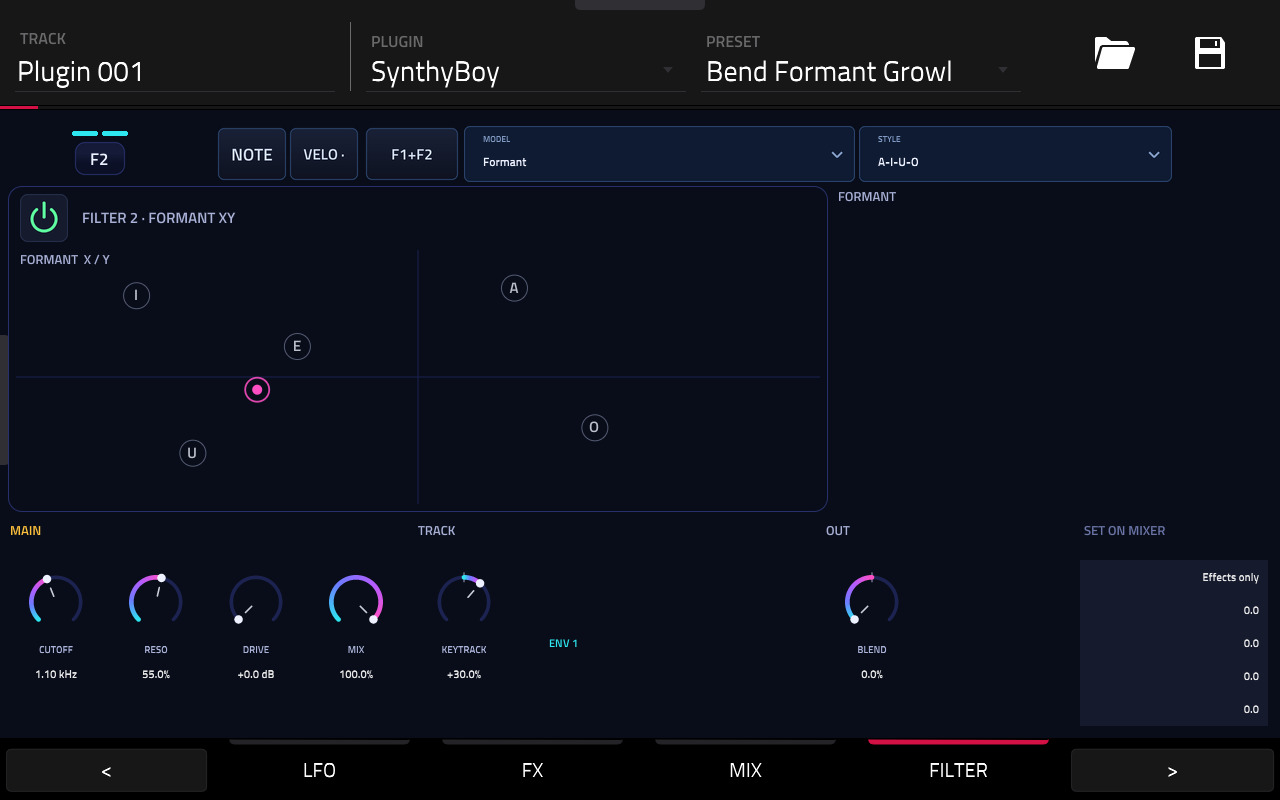 TRACK
Plugin 001
PLUGIN
SynthyBoy
PRESET
Bend Formant Growl
F2
NOTE
VELO ·
F1+F2
MODEL
Formant
STYLE
A-I-U-O
FILTER 2 · FORMANT XY
FORMANT
FORMANT X / Y
I
A
E
O
U
MAIN
TRACK
OUT
SET ON MIXER
CUTOFF
1.10 kHz
RESO
55.0%
DRIVE
+0.0 dB
MIX
100.0%
KEYTRACK
+30.0%
ENV 1
BLEND
0.0%
Effects only
0.0
0.0
0.0
0.0
<
LFO
FX
MIX
FILTER
>